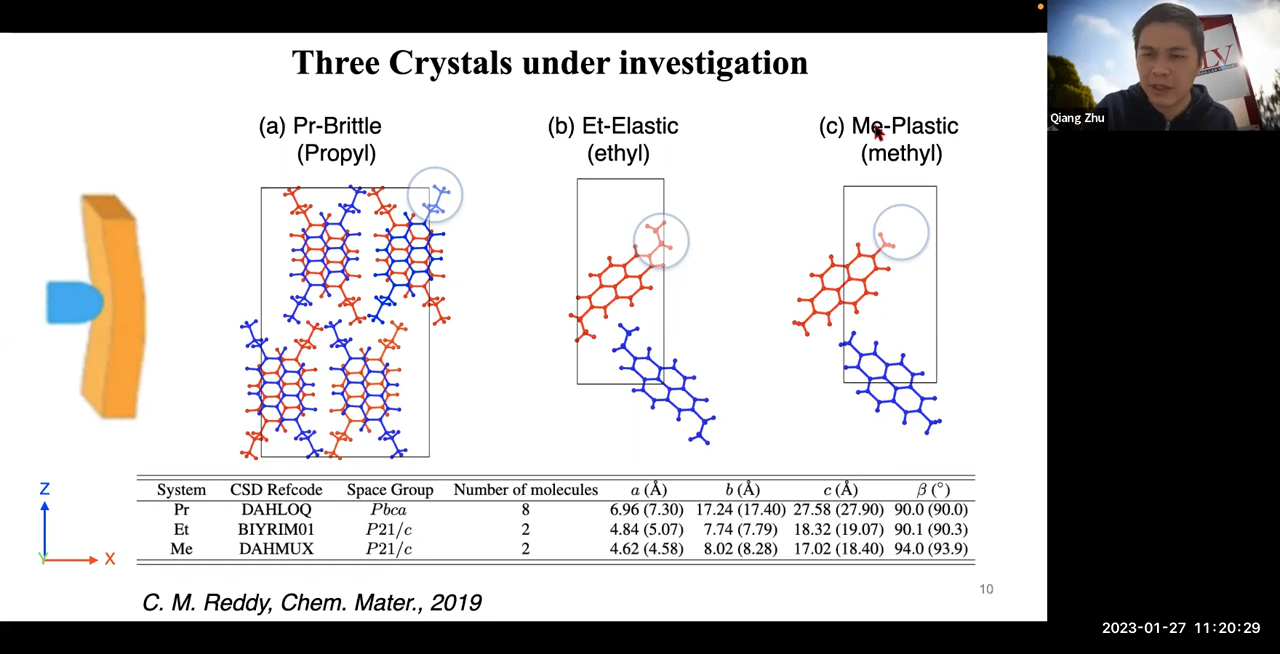 Three Crystals under investigation
(a) Pr-Brittle
(Propyl)
(b) Et-Elastic
(ethyl)
(c) Me-Plastic
(methyl)
LV
Qiang Zhu
Z
Y
X
System CSD Refcode Space Group Number of molecules a (Å) b (Å) c (Å) β (°)
Pr DAHLOQ Pbca 8 6.96 (7.30) 17.24 (17.40) 27.58 (27.90) 90.0 (90.0)
Et BIYRIM01 P21/c 2 4.84 (5.07) 7.74 (7.79) 18.32 (19.07) 90.1 (90.3)
Me DAHMUX P21/c 2 4.62 (4.58) 8.02 (8.28) 17.02 (18.40) 94.0 (93.9)
C. M. Reddy, Chem. Mater., 2019
10
2023-01-27 11:20:29